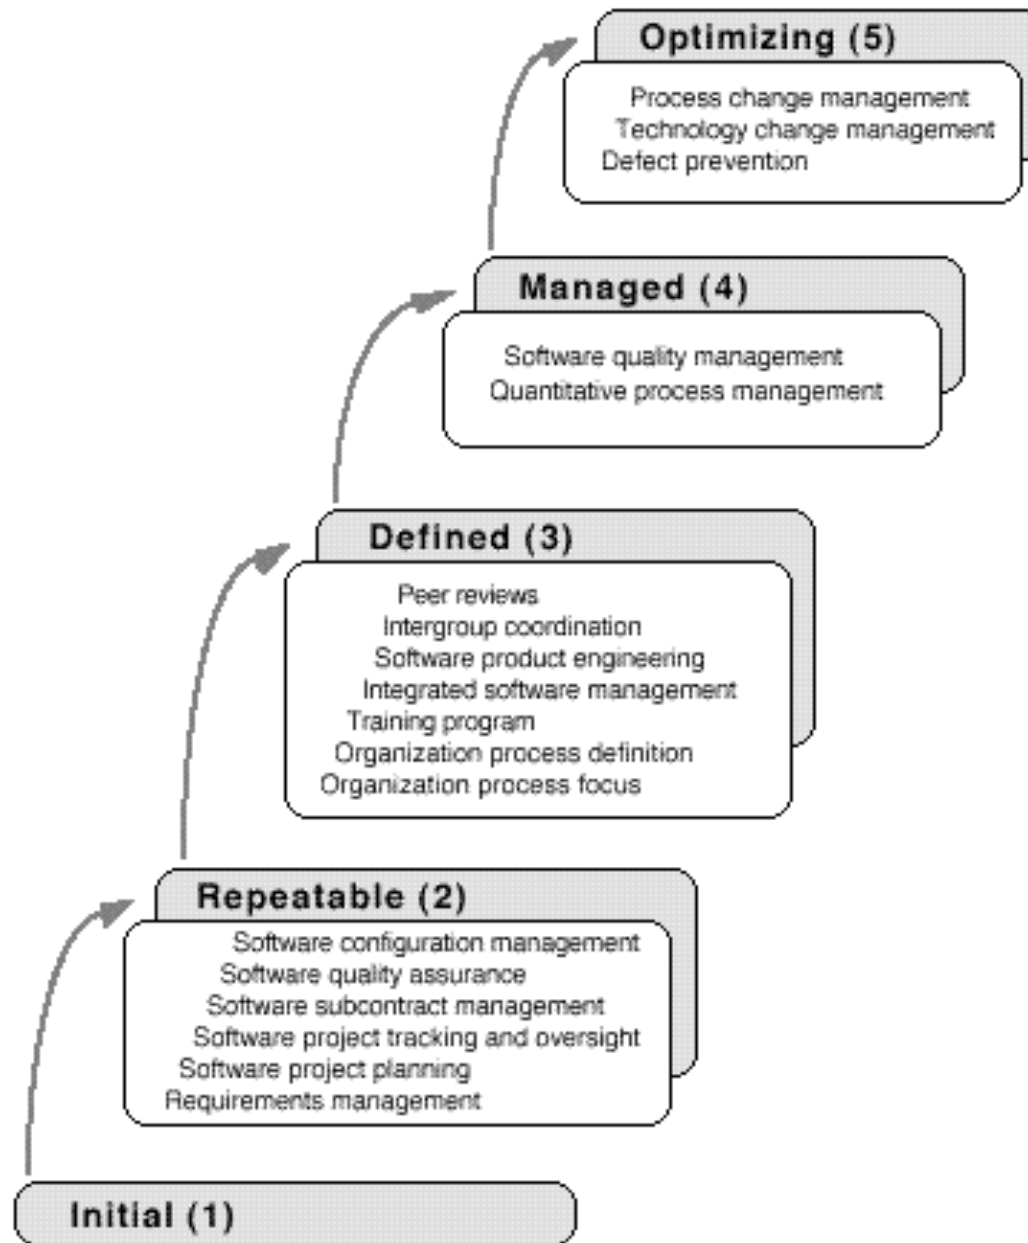 Optimizing (5)
Process change management
Technology change management
Defect prevention
Managed (4)
Software quality management
Quantitative process management
Defined (3)
Peer reviews
Intergroup coordination
Software product engineering
Integrated software management
Training program
Organization process definition
Organization process focus
Repeatable (2)
Software configuration management
Software quality assurance
Software subcontract management
Software project tracking and oversight
Software project planning
Requirements management
Initial (1)